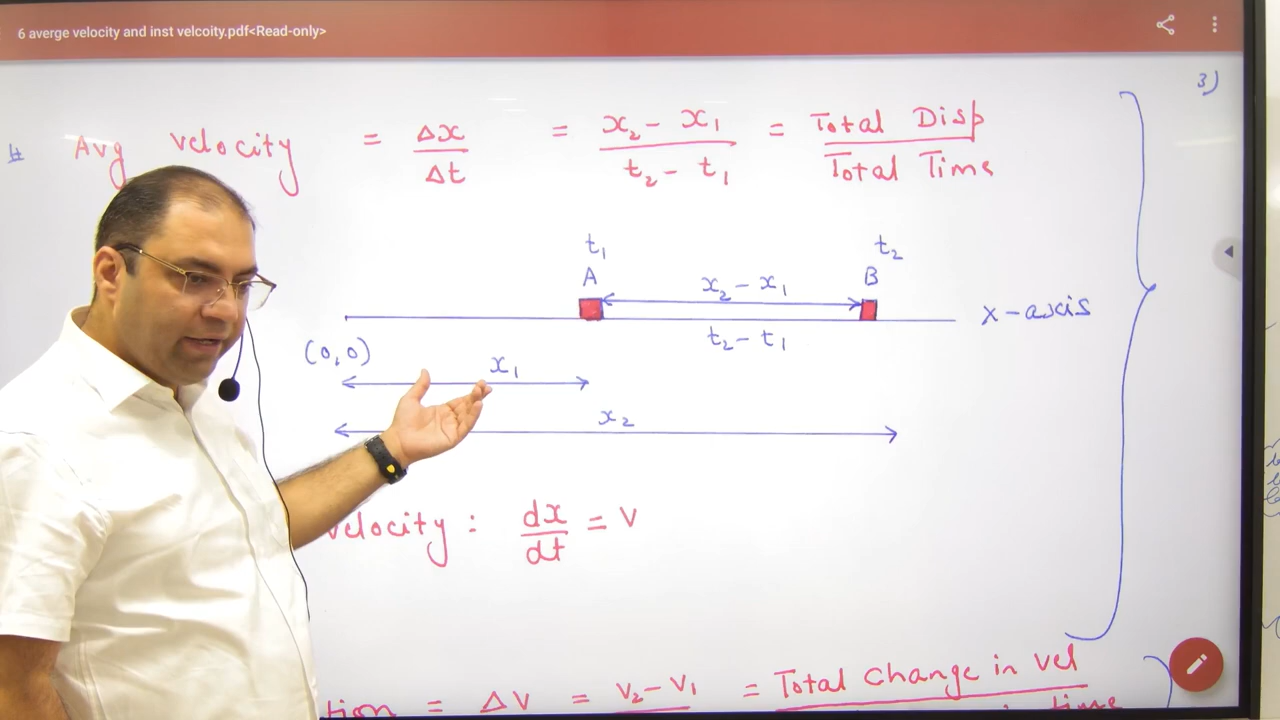 6 averge velocity and inst velcoity.pdf<Read-only>
3)
Avg velocity = Δx/Δt = x₂ - x₁/t₂ - t₁ = Total Disp/Total Time
t₁ t₂
A x₂ - x₁ B
t₂ - t₁ x-axis
(0,0)
x₁
x₂
velocity : dx/dt = v
tion = Δv = v₂ - v₁ = Total change in vel
time